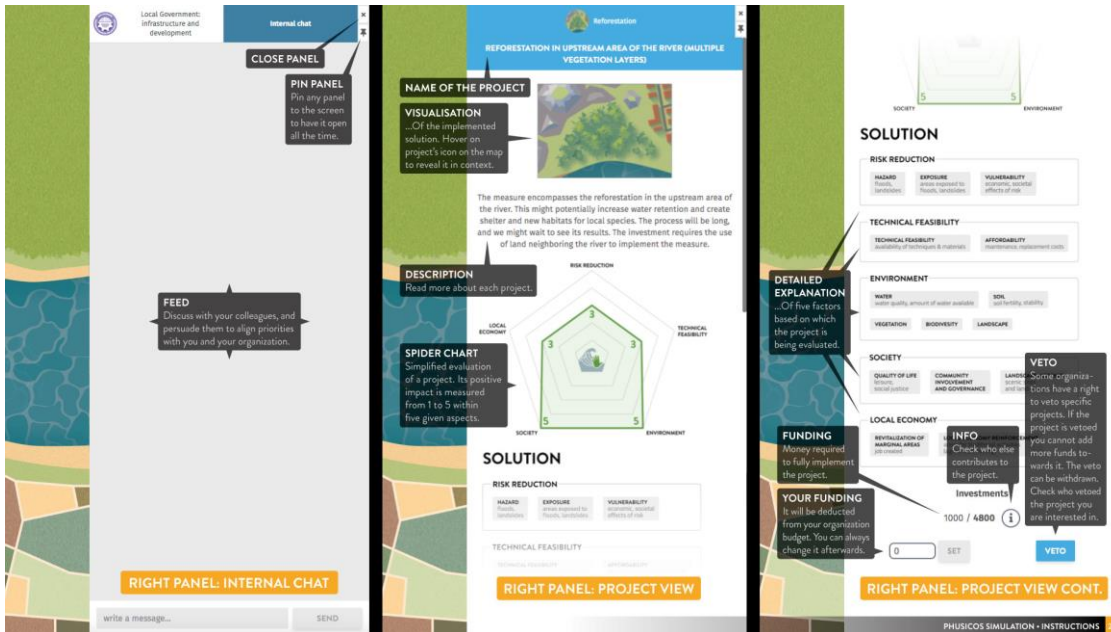 Local Government:
infrastructure and
development
Internal chat
CLOSE PANEL
PIN PANEL
Pin any panel
to the screen
to have it open
all the time.
FEED
Discuss with your colleagues, and
persuade them to align priorities
with you and your organization.
RIGHT PANEL: INTERNAL CHAT
write a message...
SEND
Reforestation
REFORESTATION IN UPSTREAM AREA OF THE RIVER (MULTIPLE
VEGETATION LAYERS)
NAME OF THE PROJECT
VISUALISATION
...Of the implemented
solution. Hover on
project's icon on the map
to reveal it in context.
The measure encompasses the reforestation in the upstream area of
the river. This might potentially increase water retention and create
shelter and new habitats for local species. The process will be long,
and we might wait to see its results. The investment requires the use
of land neighboring the river to implement the measure.
DESCRIPTION
Read more about each project.
RISK REDUCTION
3
LOCAL
ECONOMY
3
3
TECHNICAL
FEASIBILITY
SPIDER CHART
Simplified evaluation
of a project. Its positive
impact is measured
from 1 to 5 within
five given aspects.
5
5
SOCIETY
ENVIRONMENT
SOLUTION
RISK REDUCTION
HAZARD
floods,
landslides
EXPOSURE
areas exposed to
floods, landslides
VULNERABILITY
economic, societal
effects of risk
TECHNICAL FEASIBILITY
TECHNICAL FEASIBILITY
AFFORDABILITY
RIGHT PANEL: PROJECT VIEW
5
5
SOCIETY
ENVIRONMENT
SOLUTION
RISK REDUCTION
HAZARD
floods,
landslides
EXPOSURE
areas exposed to
floods, landslides
VULNERABILITY
economic, societal
effects of risk
TECHNICAL FEASIBILITY
TECHNICAL FEASIBILITY
availability of techniques & materials
AFFORDABILITY
maintenance, replacement costs
DETAILED
EXPLANATION
...Of five factors
based on which
the project is
being evaluated.
ENVIRONMENT
WATER
water quality, amount of water available
SOIL
soil fertility, stability
VEGETATION
BIODIVESITY
LANDSCAPE
SOCIETY
QUALITY OF LIFE
leisure,
social justice
COMMUNITY
INVOLVEMENT
AND GOVERNANCE
LOCAL ECONOMY
REVITALIZATION OF
MARGINAL AREAS
job created
VETO
Some organiza-
tions have a right
to veto specific
projects. If the
project is vetoed
you cannot add
more funds to-
wards it. The veto
can be withdrawn.
Check who vetoed
the project you
are interested in.
FUNDING
Money required
to fully implement
the project.
INFO
Check who else
contributes to
the project.
Investments
1000 / 4800
i
YOUR FUNDING
It will be deducted
from your organization
budget. You can always
change it afterwards.
0
SET
VETO
RIGHT PANEL: PROJECT VIEW CONT.
PHUSICOS SIMULATION • INSTRUCTIONS